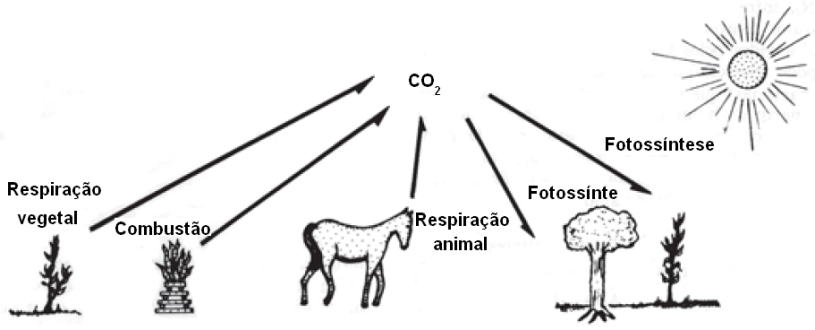 CO2
Fotossíntese
Respiração
vegetal
Combustão
Respiração
animal
Fotossínte